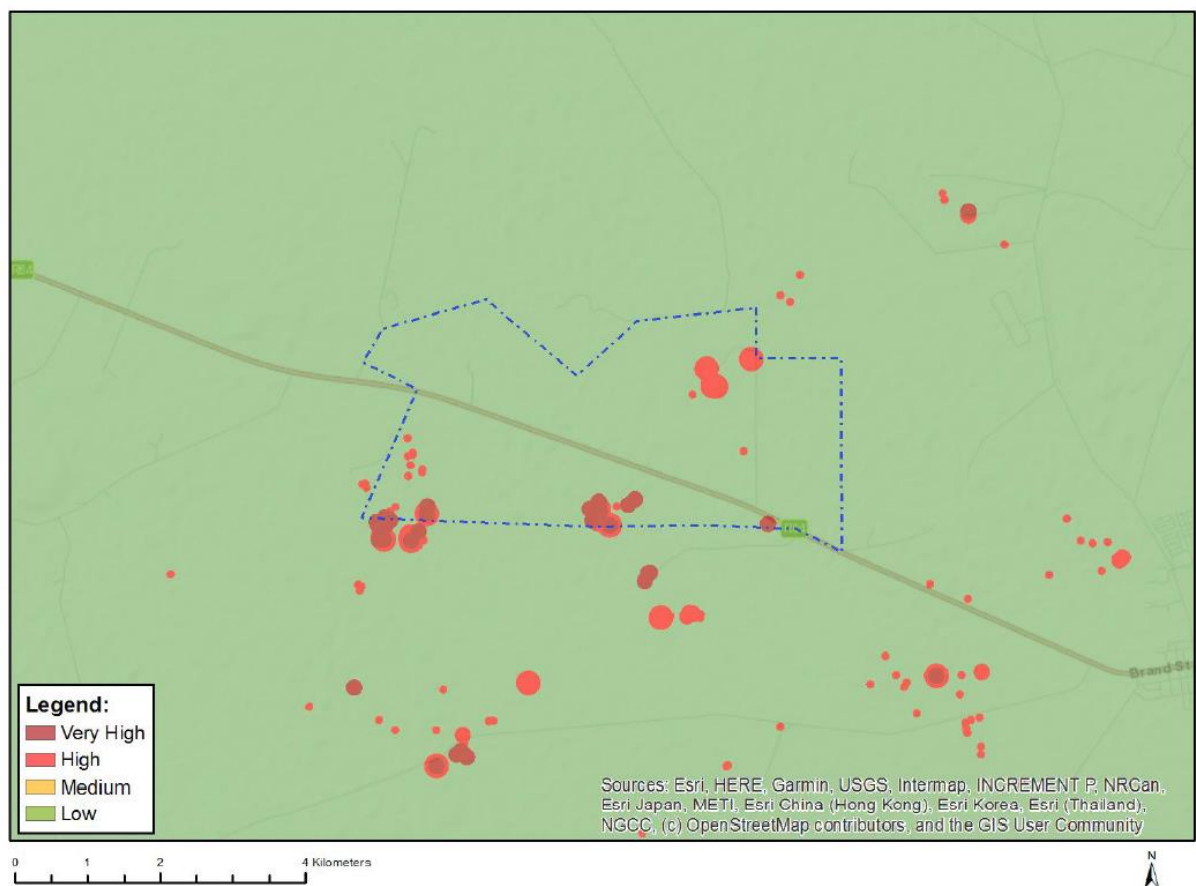 Brand St
Legend:
Very High
High
Medium
Low
Sources: Esri, HERE, Garmin, USGS, Intermap, INCREMENT P, NRCan,
Esri Japan, METI, Esri China (Hong Kong), Esri Korea, Esri (Thailand),
NGCC, (c) OpenStreetMap contributors, and the GIS User Community
0 1 2 4 Kilometers
N